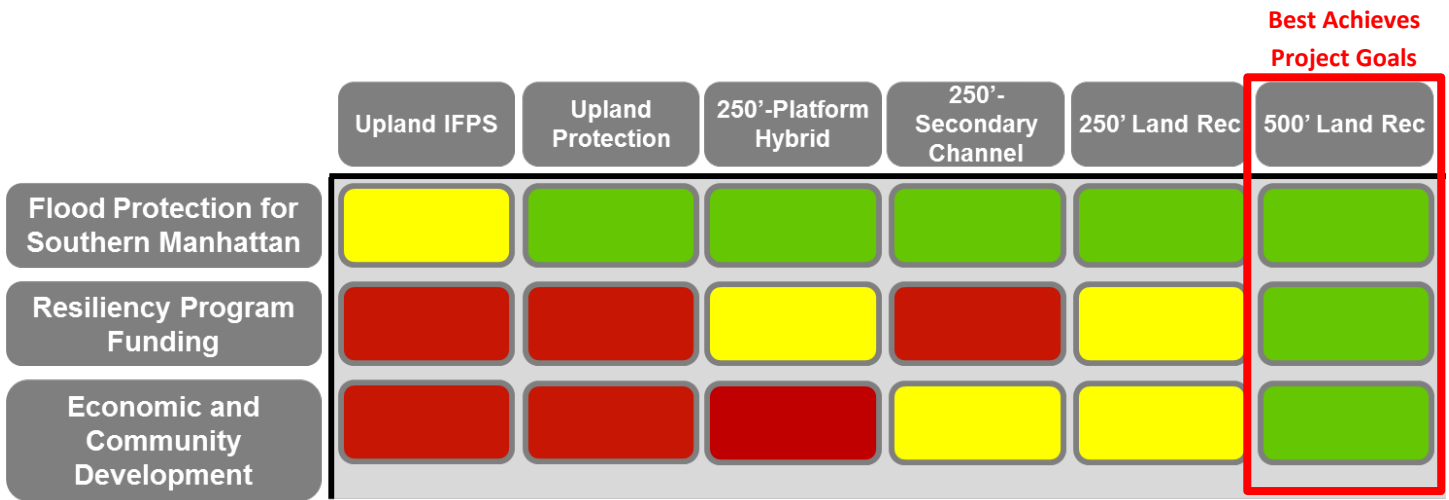 Best Achieves
Project Goals
Upland IFPS
Upland
Protection
250’-Platform
Hybrid
250’-
Secondary
Channel
250’ Land Rec
500’ Land Rec
Flood Protection for
Southern Manhattan
Resiliency Program
Funding
Economic and
Community
Development